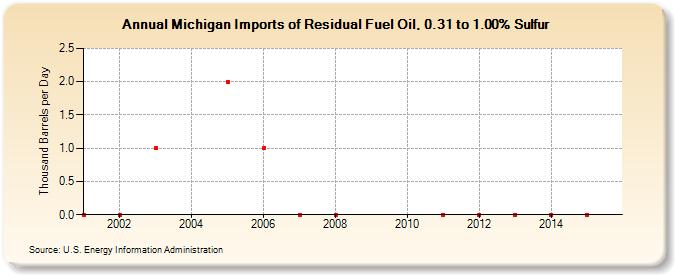 Annual Michigan Imports of Residual Fuel Oil, 0.31 to 1.00% Sulfur
Thousand Barrels per Day
2.5
2.0
1.5
1.0
0.5
0.0
2002 2004 2006 2008 2010 2012 2014
Source: U.S. Energy Information Administration